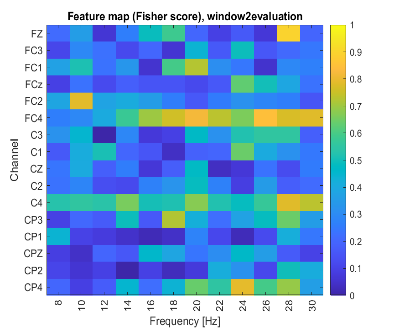 Feature map (Fisher score), window2evaluation
Channel
FZ
FC3
FC1
FCz
FC2
FC4
C3
C1
CZ
C2
C4
CP3
CP1
CPZ
CP2
CP4
8 10 12 14 16 18 20 22 24 26 28 30
Frequency [Hz]
1
0.9
0.8
0.7
0.6
0.5
0.4
0.3
0.2
0.1
0